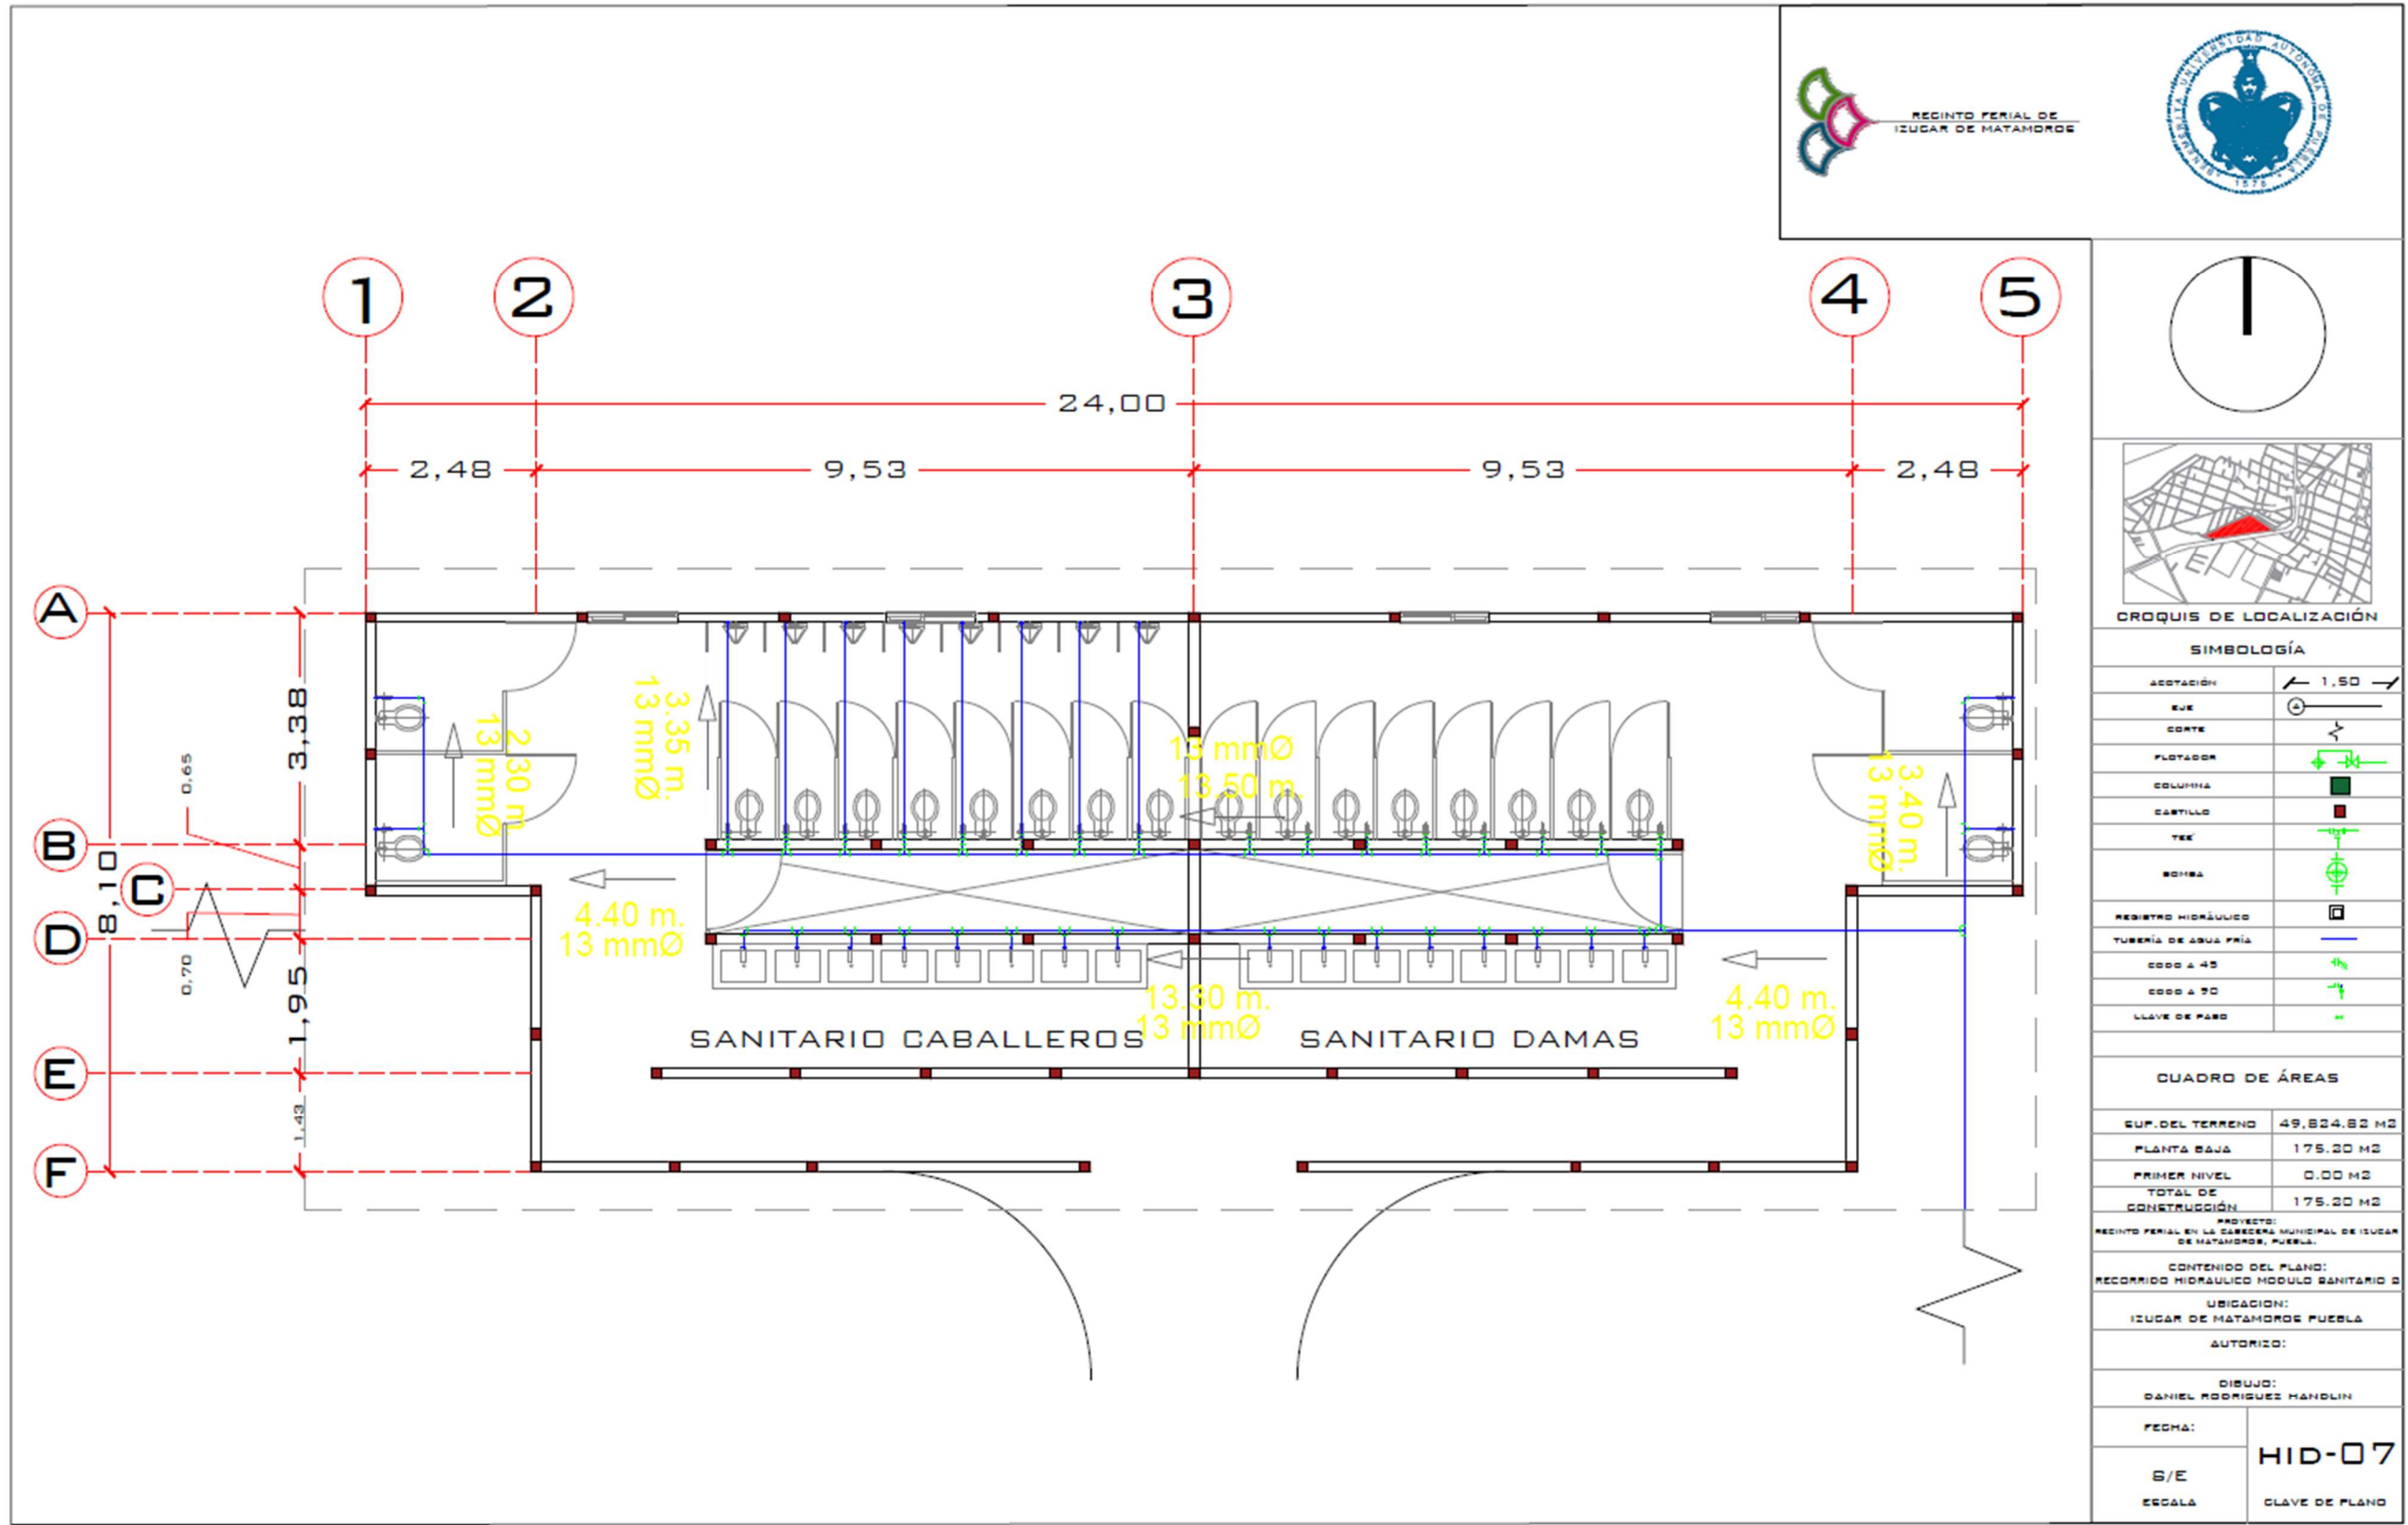 RECINTO FERIAL DE
IZUCAR DE MATAMOROS
BENEMERITA UNIVERSIDAD AUTONOMA DE PUEBLA
1578
1
2
3
4
5
24,00
2,48
9,53
9,53
2,48
A
B
C
D
E
F
8,10
3,38
0,65
0,70
1,95
1,43
2.30 m
13 mmØ
3.35 m.
13 mmØ
13 mmØ
13.50 m.
3.40 m.
13 mmØ
4.40 m.
13 mmØ
13.30 m.
13 mmØ
4.40 m.
13 mmØ
SANITARIO CABALLEROS
SANITARIO DAMAS
CROQUIS DE LOCALIZACIÓN
SIMBOLOGÍA
ACOTACIÓN
1,50
EJE
A
CORTE
FLOTADOR
COLUMNA
CASTILLO
TEE
BOMBA
REGISTRO HIDRÁULICO
TUBERÍA DE AGUA FRÍA
CODO A 45
CODO A 90
LLAVE DE PASO
CUADRO DE ÁREAS
SUP.DEL TERRENO 49,824.82 M2
PLANTA BAJA 175.20 M2
PRIMER NIVEL 0.00 M2
TOTAL DE
CONSTRUCCIÓN 175.20 M2
PROYECTO:
RECINTO FERIAL EN LA CABECERA MUNICIPAL DE IZUCAR
DE MATAMOROS, PUEBLA.
CONTENIDO DEL PLANO:
RECORRIDO HIDRAULICO MODULO SANITARIO 2
UBICACION:
IZUCAR DE MATAMOROS PUEBLA
AUTORIZO:
DIBUJO:
DANIEL RODRIGUEZ HANDLIN
FECHA:
S/E
ESCALA
HID-07
CLAVE DE PLANO